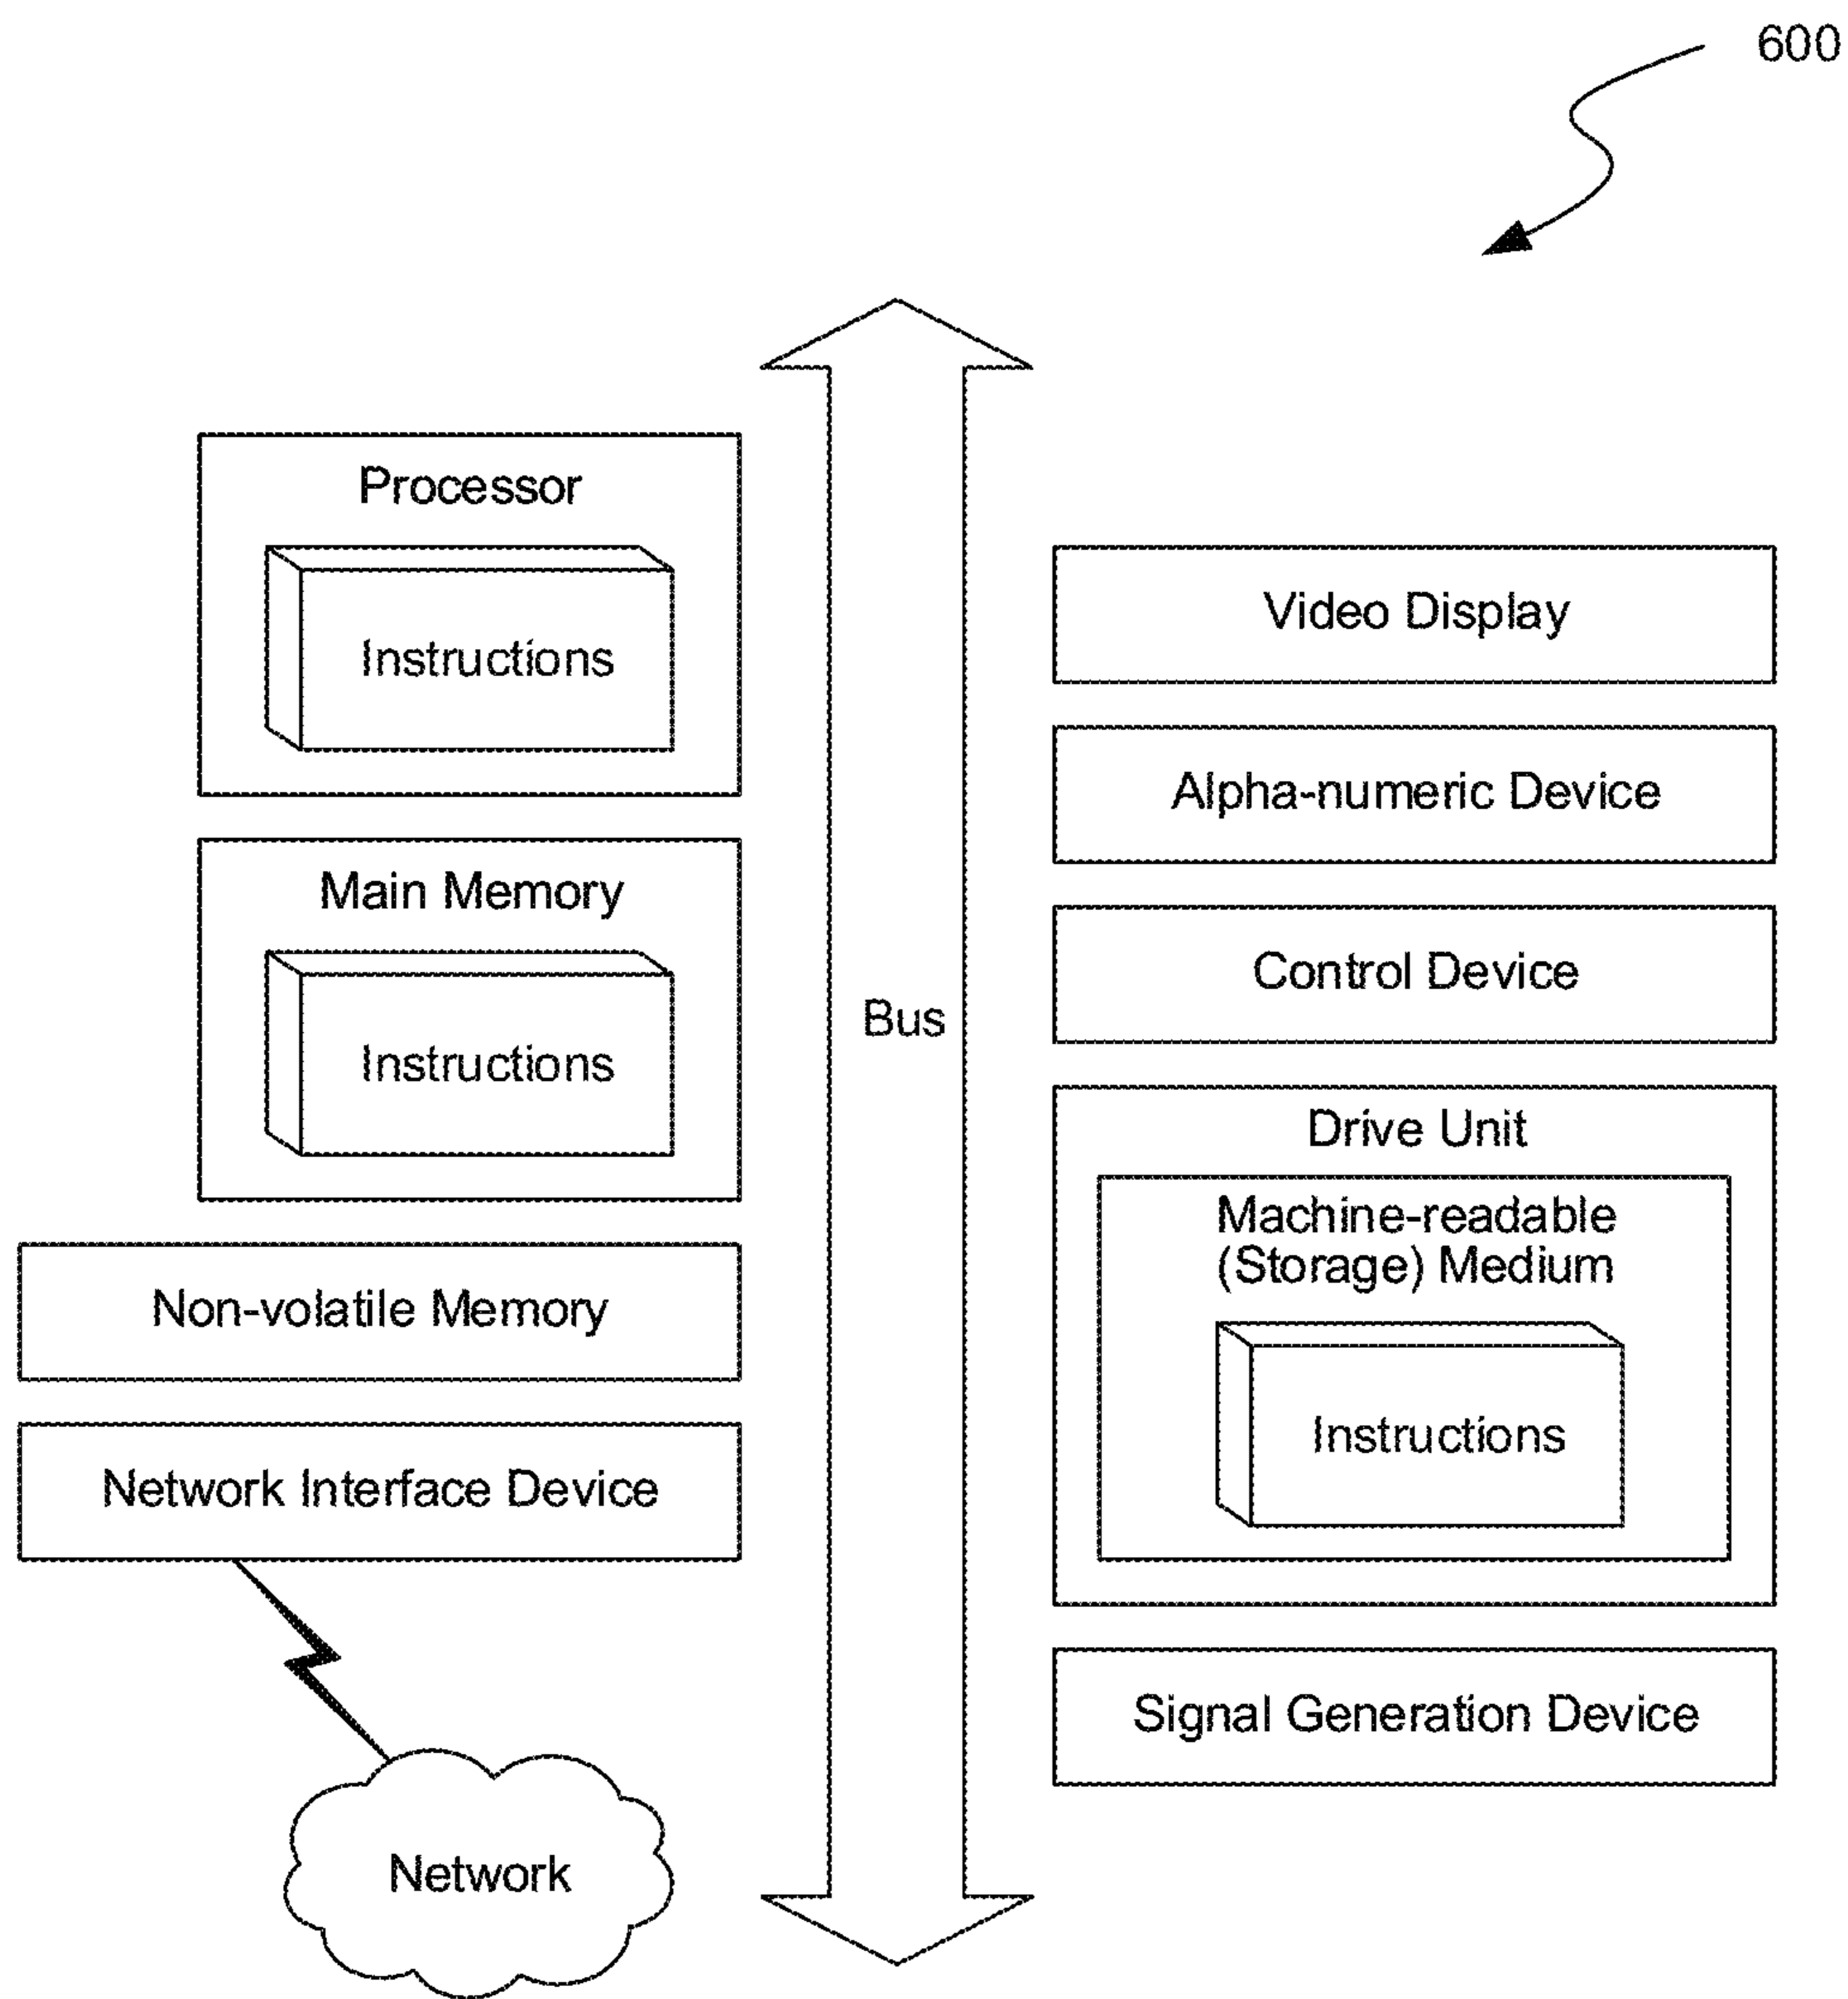 600
Processor
Instructions
Main Memory
Instructions
Non-volatile Memory
Network Interface Device
Network
Bus
Video Display
Alpha-numeric Device
Control Device
Drive Unit
Machine-readable
(Storage) Medium
Instructions
Signal Generation Device